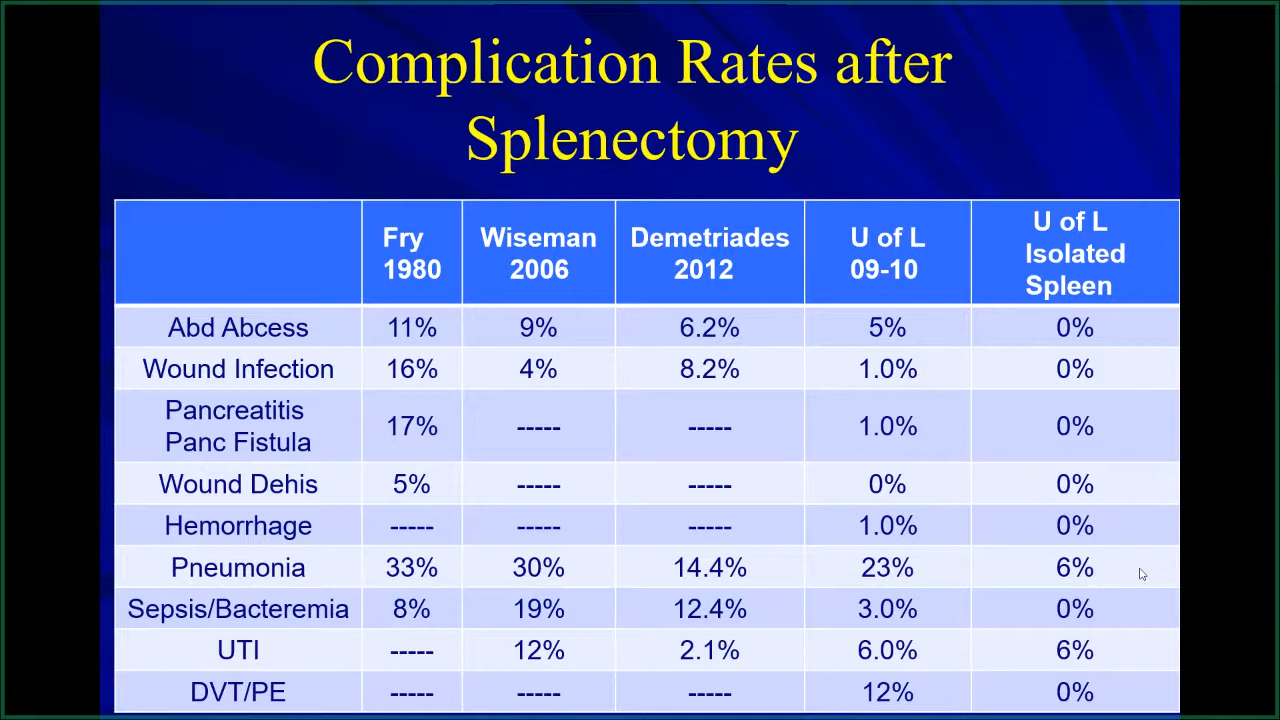 Complication Rates after
Splenectomy
Fry 1980 Wiseman 2006 Demetriades 2012 U of L 09-10 U of L Isolated Spleen
Abd Abcess 11% 9% 6.2% 5% 0%
Wound Infection 16% 4% 8.2% 1.0% 0%
Pancreatitis Panc Fistula 17% ----- ----- 1.0% 0%
Wound Dehis 5% ----- ----- 0% 0%
Hemorrhage ----- ----- ----- 1.0% 0%
Pneumonia 33% 30% 14.4% 23% 6%
Sepsis/Bacteremia 8% 19% 12.4% 3.0% 0%
UTI ----- 12% 2.1% 6.0% 6%
DVT/PE ----- ----- ----- 12% 0%